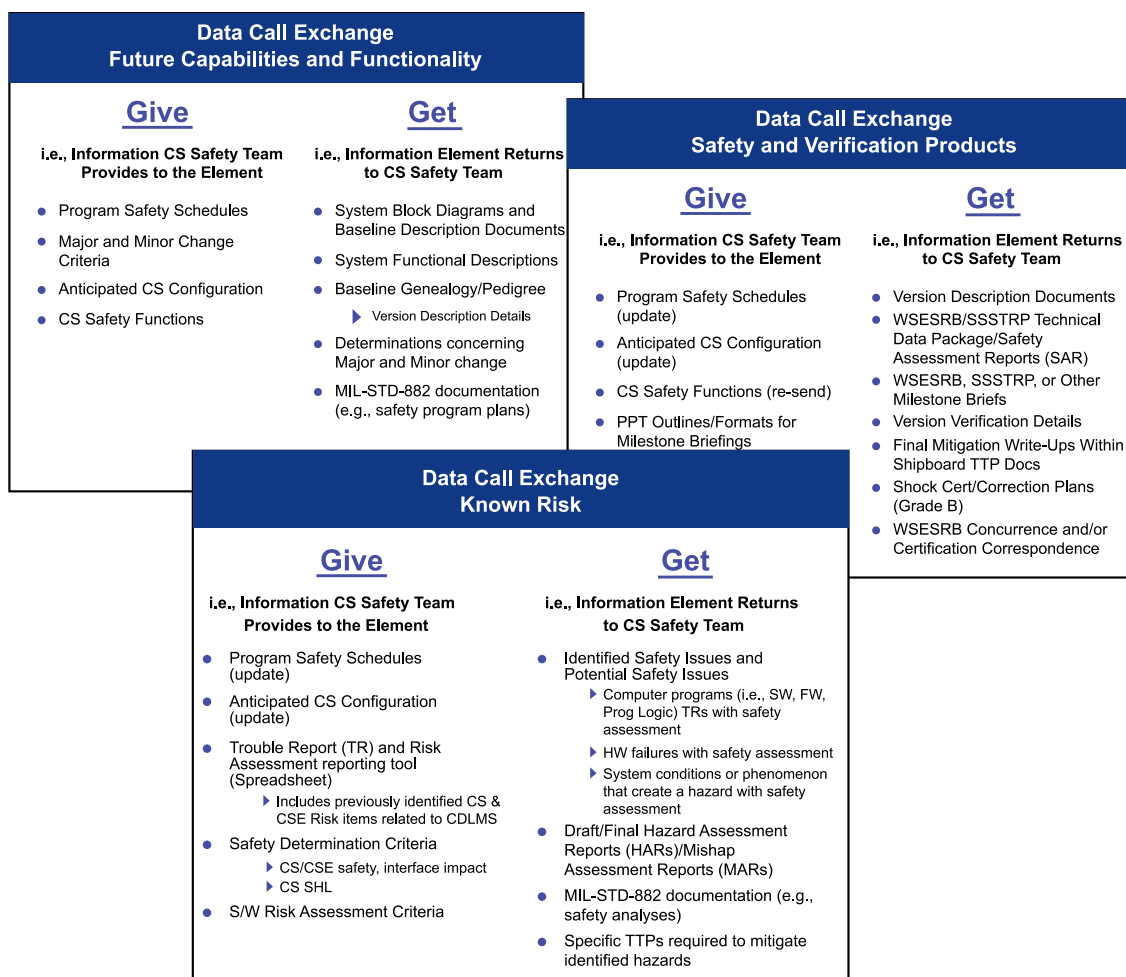 Data Call Exchange
Future Capabilities and Functionality
Give
i.e., Information CS Safety Team
Provides to the Element
Program Safety Schedules
Major and Minor Change
Criteria
Anticipated CS Configuration
CS Safety Functions
Get
i.e., Information Element Returns
to CS Safety Team
System Block Diagrams and
Baseline Description Documents
System Functional Descriptions
Baseline Genealogy/Pedigree
Version Description Details
Determinations concerning
Major and Minor change
MIL-STD-882 documentation
(e.g., safety program plans)
Data Call Exchange
Safety and Verification Products
Give
i.e., Information CS Safety Team
Provides to the Element
Program Safety Schedules
(update)
Anticipated CS Configuration
(update)
CS Safety Functions (re-send)
PPT Outlines/Formats for
Milestone Briefings
Get
i.e., Information Element Returns
to CS Safety Team
Version Description Documents
WSESRB/SSSTRP Technical
Data Package/Safety
Assessment Reports (SAR)
WSESRB, SSSTRP, or Other
Milestone Briefs
Version Verification Details
Final Mitigation Write-Ups Within
Shipboard TTP Docs
Shock Cert/Correction Plans
(Grade B)
WSESRB Concurrence and/or
Certification Correspondence
Data Call Exchange
Known Risk
Give
i.e., Information CS Safety Team
Provides to the Element
Program Safety Schedules
(update)
Anticipated CS Configuration
(update)
Trouble Report (TR) and Risk
Assessment reporting tool
(Spreadsheet)
Includes previously identified CS &
CSE Risk items related to CDLMS
Safety Determination Criteria
CS/CSE safety, interface impact
CS SHL
S/W Risk Assessment Criteria
Get
i.e., Information Element Returns
to CS Safety Team
Identified Safety Issues and
Potential Safety Issues
Computer programs (i.e., SW, FW,
Prog Logic) TRs with safety
assessment
HW failures with safety assessment
System conditions or phenomenon
that create a hazard with safety
assessment
Draft/Final Hazard Assessment
Reports (HARs)/Mishap
Assessment Reports (MARs)
MIL-STD-882 documentation (e.g.,
safety analyses)
Specific TTPs required to mitigate
identified hazards